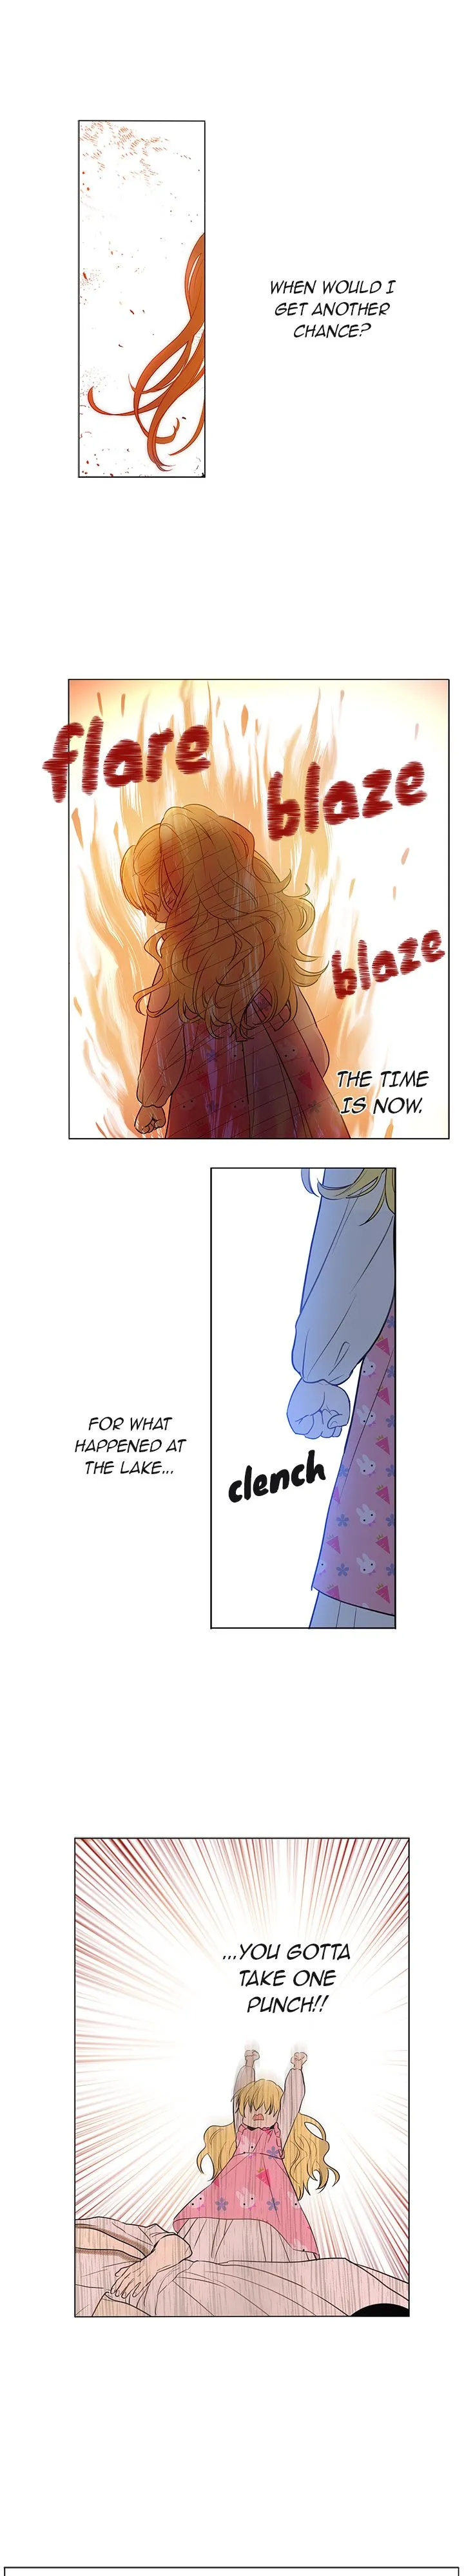 WHEN WOULD I
GET ANOTHER
CHANCE?
flare
blaze
blaze
THE TIME
IS NOW.
FOR WHAT
HAPPENED AT
THE LAKE...
clench
...YOU GOTTA
TAKE ONE
PUNCH!!